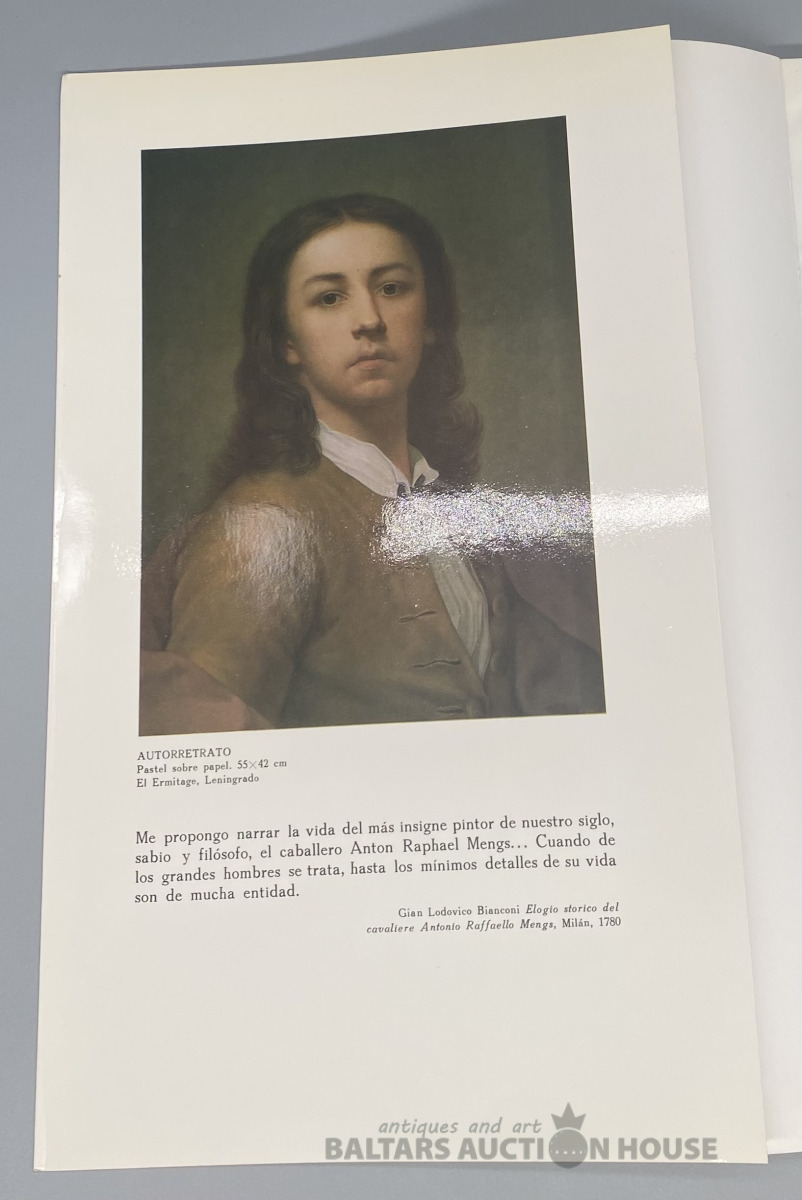 AUTORRETRATO
Pastel sobre papel. 55×42 cm
El Ermitage, Leningrado
Me propongo narrar la vida del más insigne pintor de nuestro siglo,
sabio y filósofo, el caballero Anton Raphael Mengs... Cuando de
los grandes hombres se trata, hasta los mínimos detalles de su vida
son de mucha entidad.
Gian Lodovico Bianconi Elogio storico del
cavaliere Antonio Raffaello Mengs, Milán, 1780
antiques and art
BALTARS AUCTION HOUSE